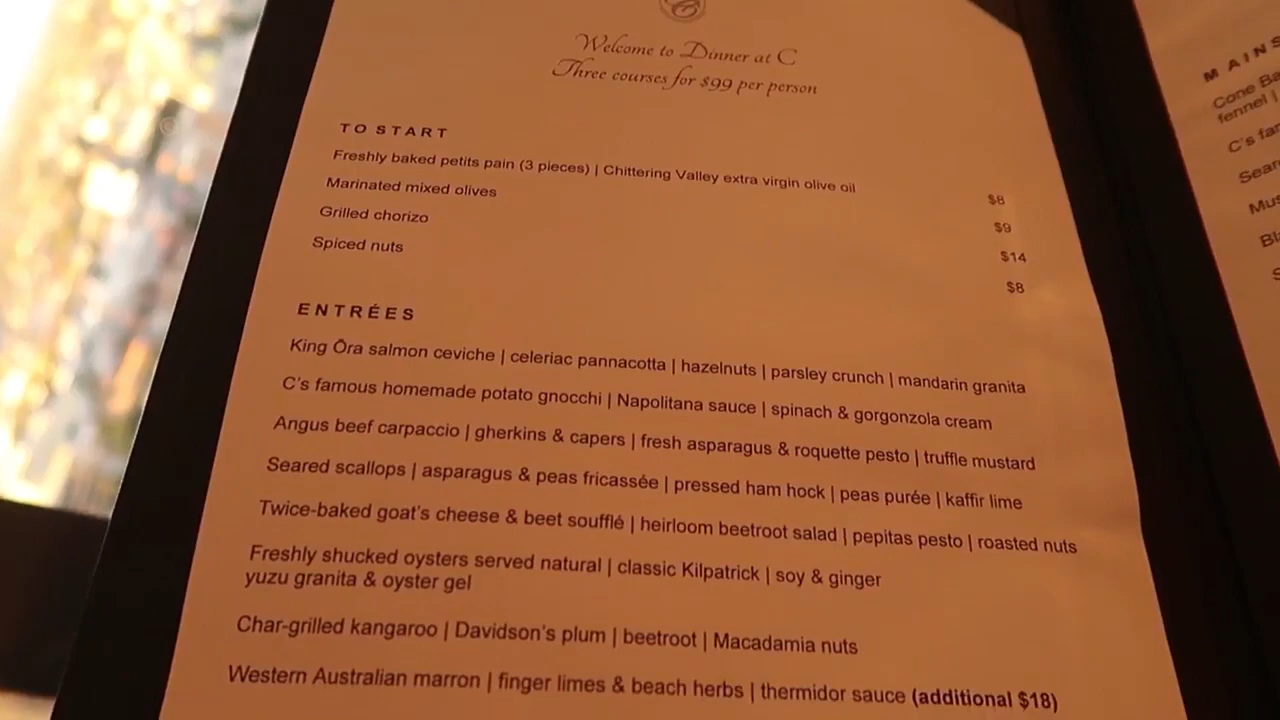 Welcome to Dinner at C
Three courses for $99 per person
TO START
Freshly baked petits pain (3 pieces) | Chittering Valley extra virgin olive oil $8
Marinated mixed olives $9
Grilled chorizo $14
Spiced nuts $8
ENTRÉES
King Ōra salmon ceviche | celeriac pannacotta | hazelnuts | parsley crunch | mandarin granita
C's famous homemade potato gnocchi | Napolitana sauce | spinach & gorgonzola cream
Angus beef carpaccio | gherkins & capers | fresh asparagus & roquette pesto | truffle mustard
Seared scallops | asparagus & peas fricassée | pressed ham hock | peas purée | kaffir lime
Twice-baked goat's cheese & beet soufflé | heirloom beetroot salad | pepitas pesto | roasted nuts
Freshly shucked oysters served natural | classic Kilpatrick | soy & ginger
yuzu granita & oyster gel
Char-grilled kangaroo | Davidson's plum | beetroot | Macadamia nuts
Western Australian marron | finger limes & beach herbs | thermidor sauce (additional $18)
MAINS
Cone
fennel |
C's